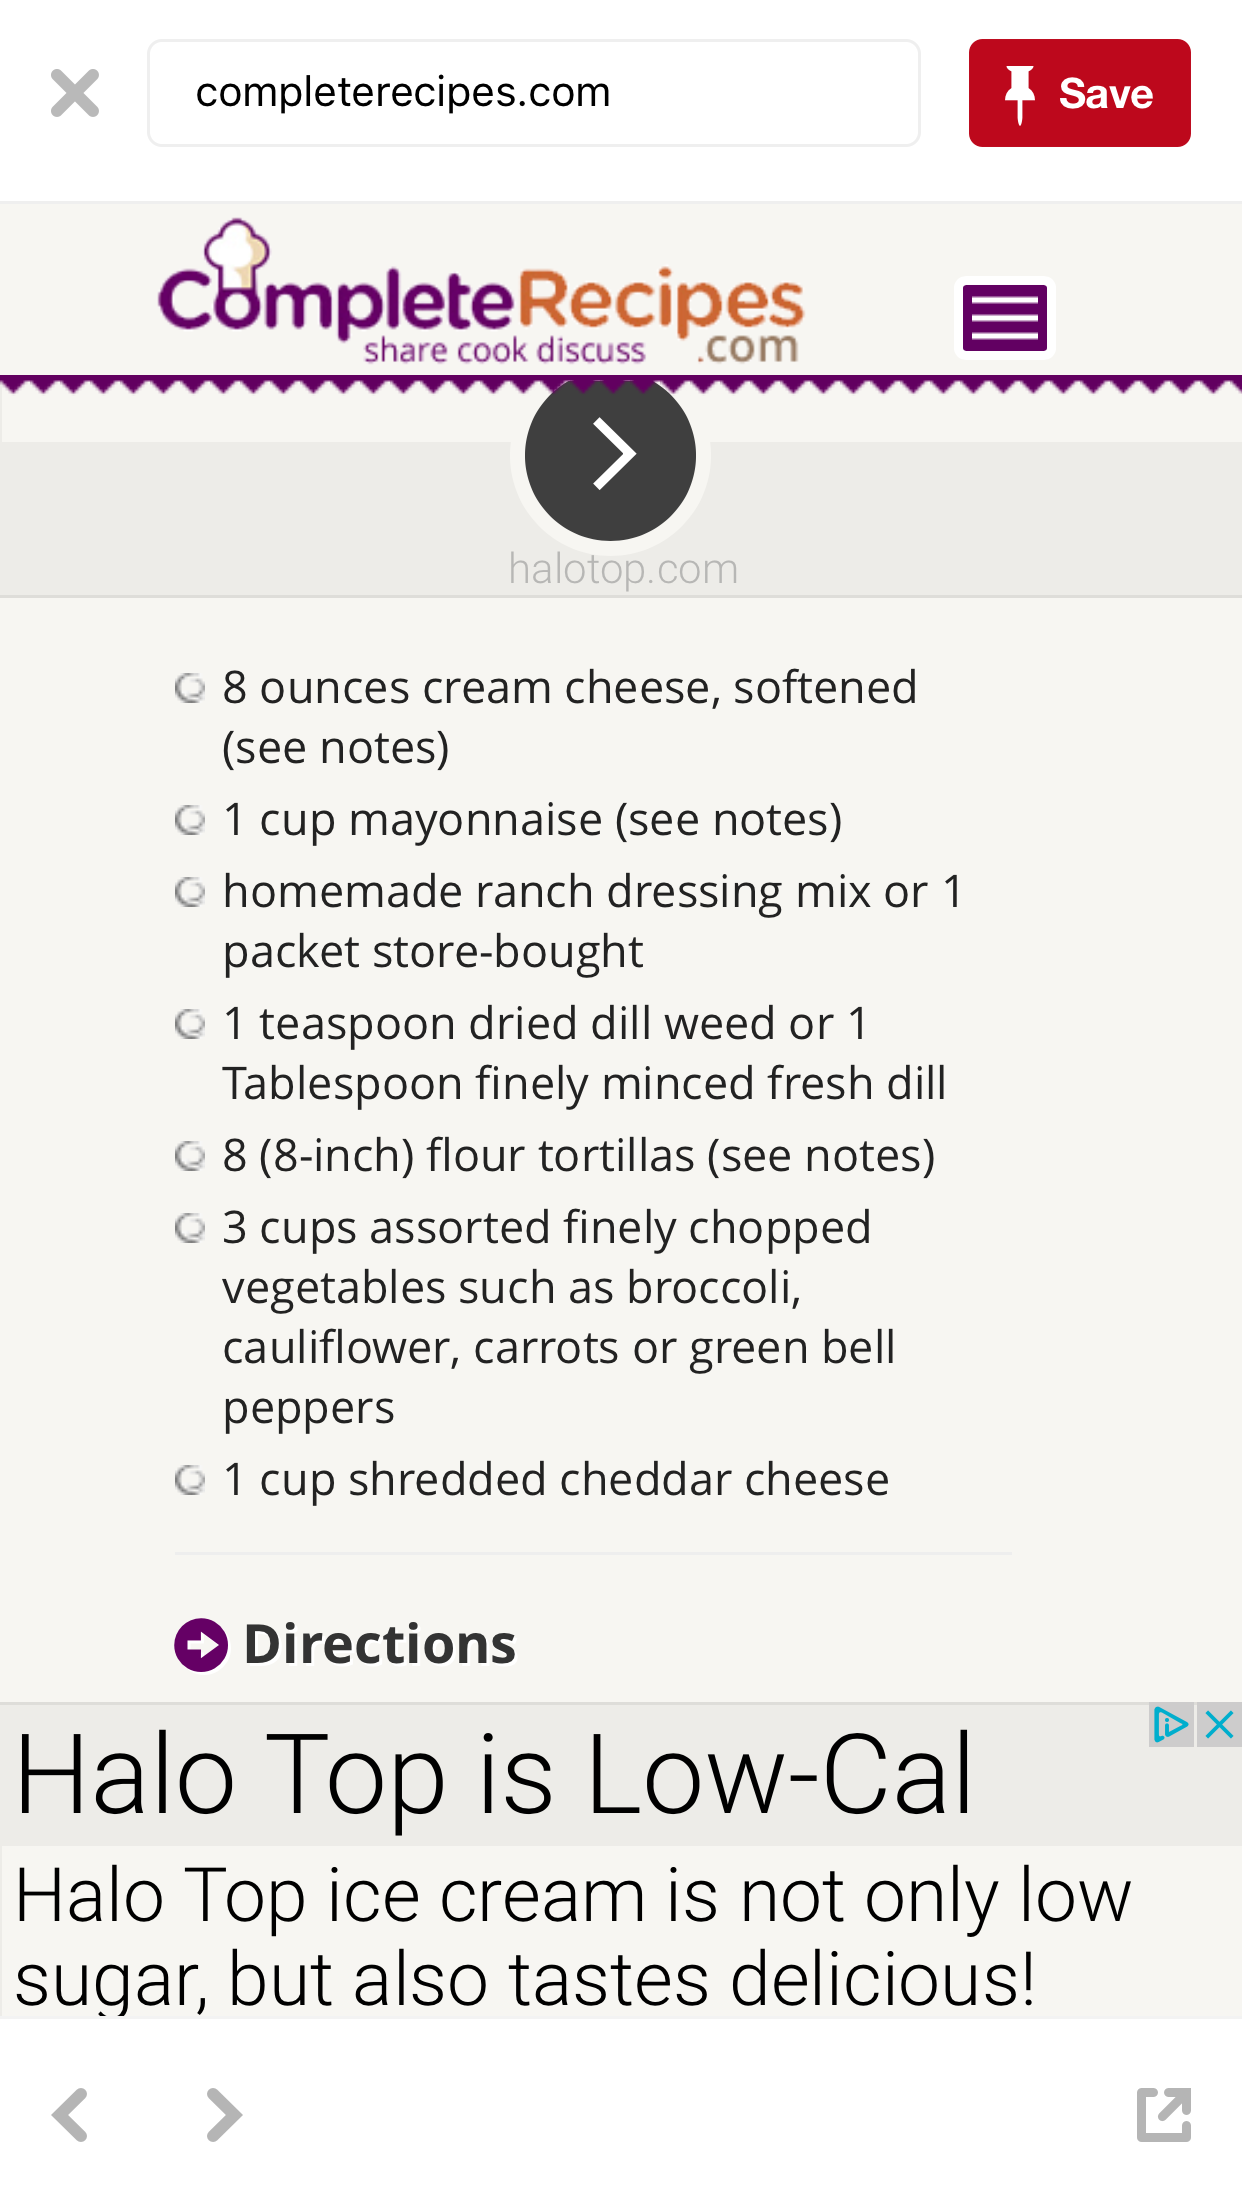 completerecipes.com
Save
CompleteRecipes
share cook discuss .com
halotop.com
8 ounces cream cheese, softened
(see notes)
1 cup mayonnaise (see notes)
homemade ranch dressing mix or 1
packet store-bought
1 teaspoon dried dill weed or 1
Tablespoon finely minced fresh dill
8 (8-inch) flour tortillas (see notes)
3 cups assorted finely chopped
vegetables such as broccoli,
cauliflower, carrots or green bell
peppers
1 cup shredded cheddar cheese
Directions
Halo Top is Low-Cal
Halo Top ice cream is not only low
sugar, but also tastes delicious!